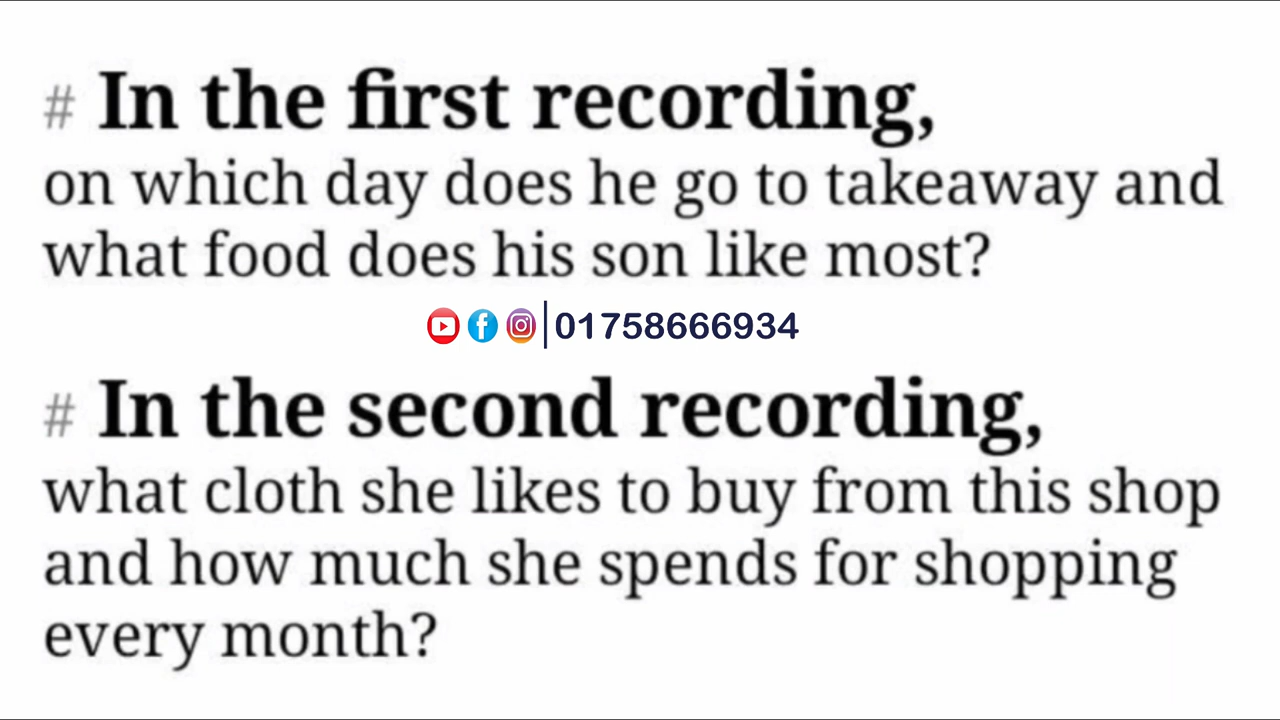 # In the first recording,
on which day does he go to takeaway and
what food does his son like most?
01758666934
# In the second recording,
what cloth she likes to buy from this shop
and how much she spends for shopping
every month?